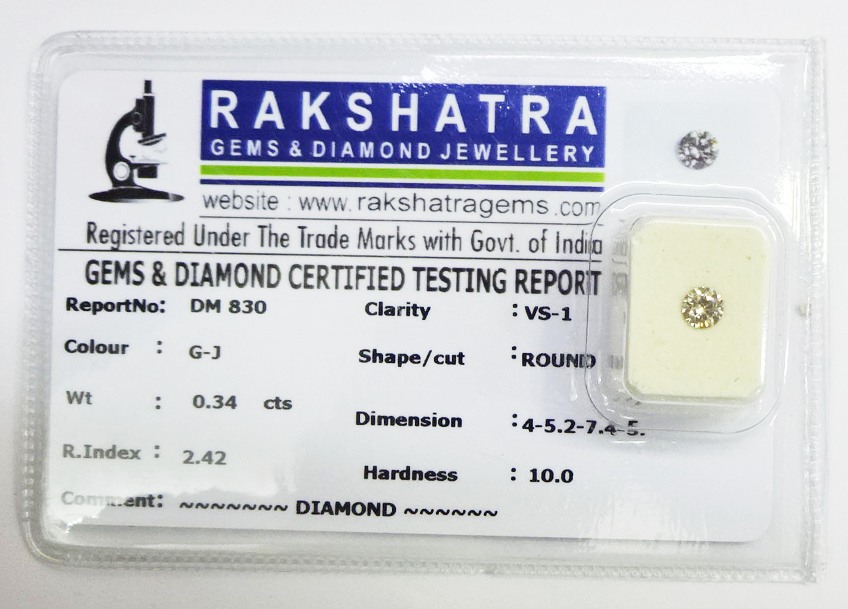 RAKSHATRA
GEMS & DIAMOND JEWELLERY
website : www.rakshatragems.com
Registered Under The Trade Marks with Govt. of India
GEMS & DIAMOND CERTIFIED TESTING REPORT
ReportNo: DM 830 Clarity : VS-1
Colour : G-J Shape/cut : ROUND
Wt : 0.34 cts Dimension : 4-5.2-7.4-5.
R.Index : 2.42 Hardness : 10.0
Comment: ~~~~~~~ DIAMOND ~~~~~~